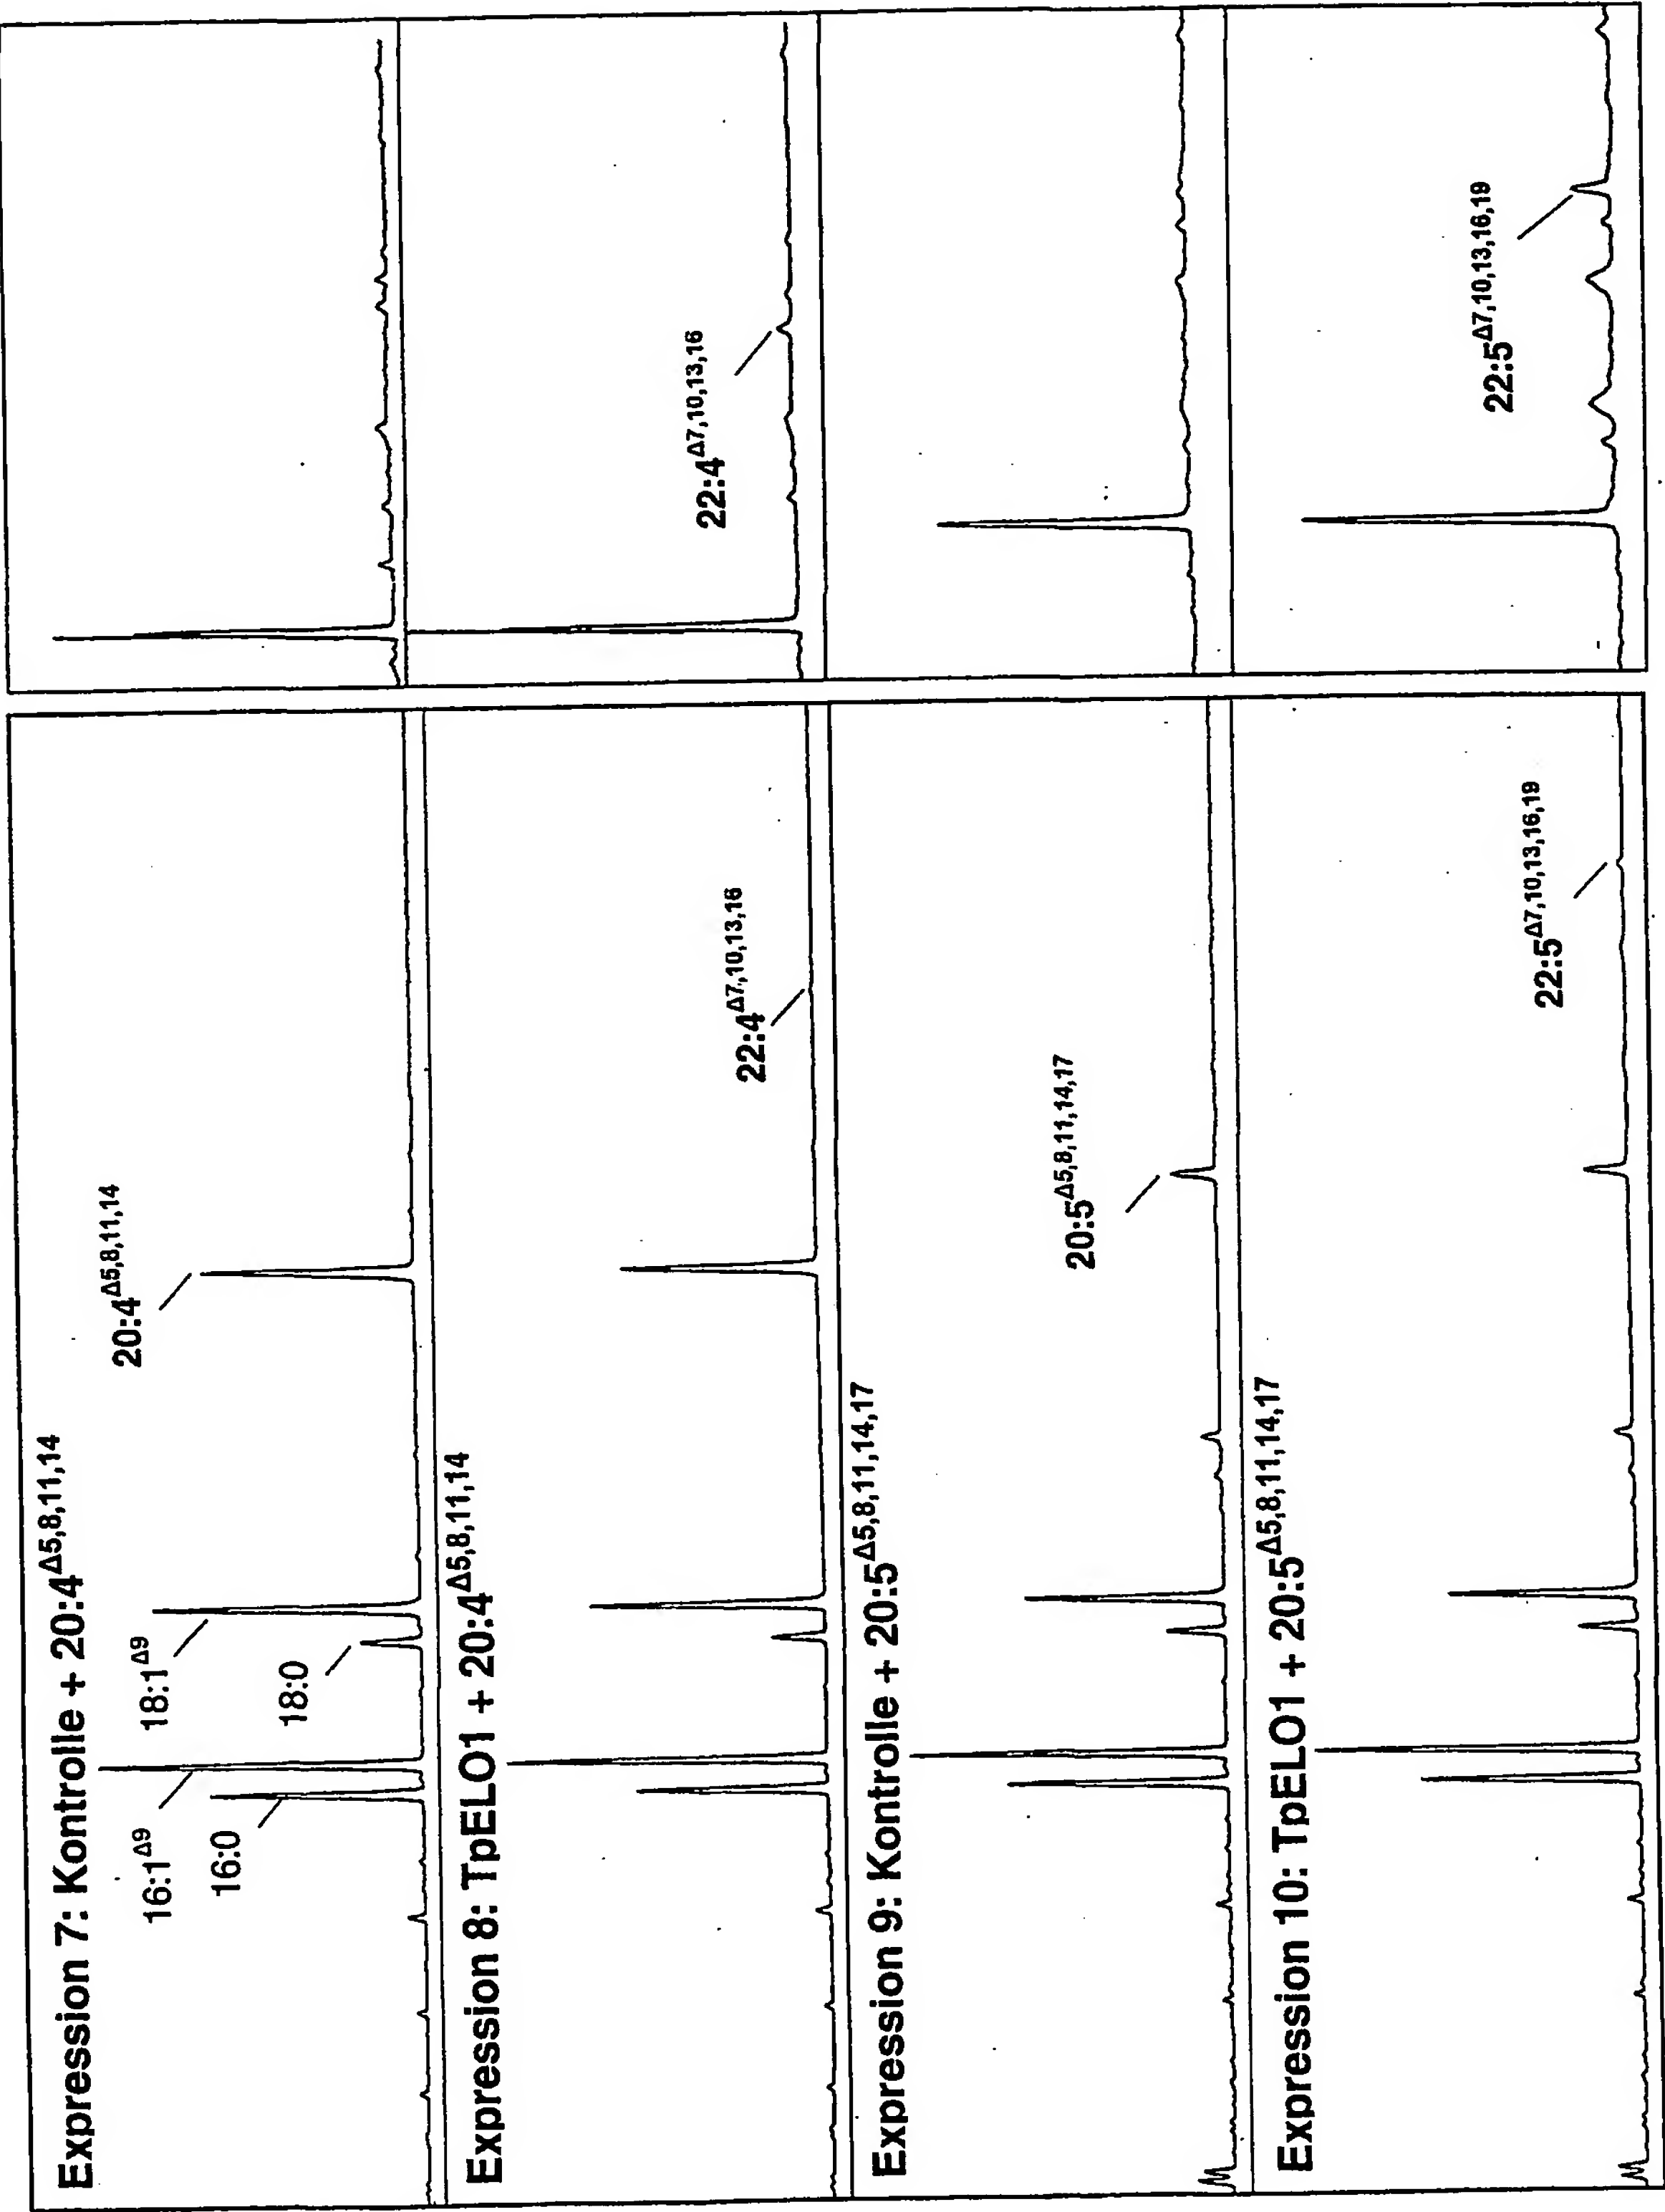 Expression 7: Kontrolle + 20:4Δ5,8,11,14
16:1Δ9
16:0
18:1Δ9
18:0
20:4Δ5,8,11,14
Expression 8: TpELO1 + 20:4Δ5,8,11,14
22:4Δ7,10,13,16
22:4Δ7,10,13,16
Expression 9: Kontrolle + 20:5Δ5,8,11,14,17
20:5Δ5,8,11,14,17
Expression 10: TpELO1 + 20:5Δ5,8,11,14,17
22:5Δ7,10,13,16,19
22:5Δ7,10,13,16,19